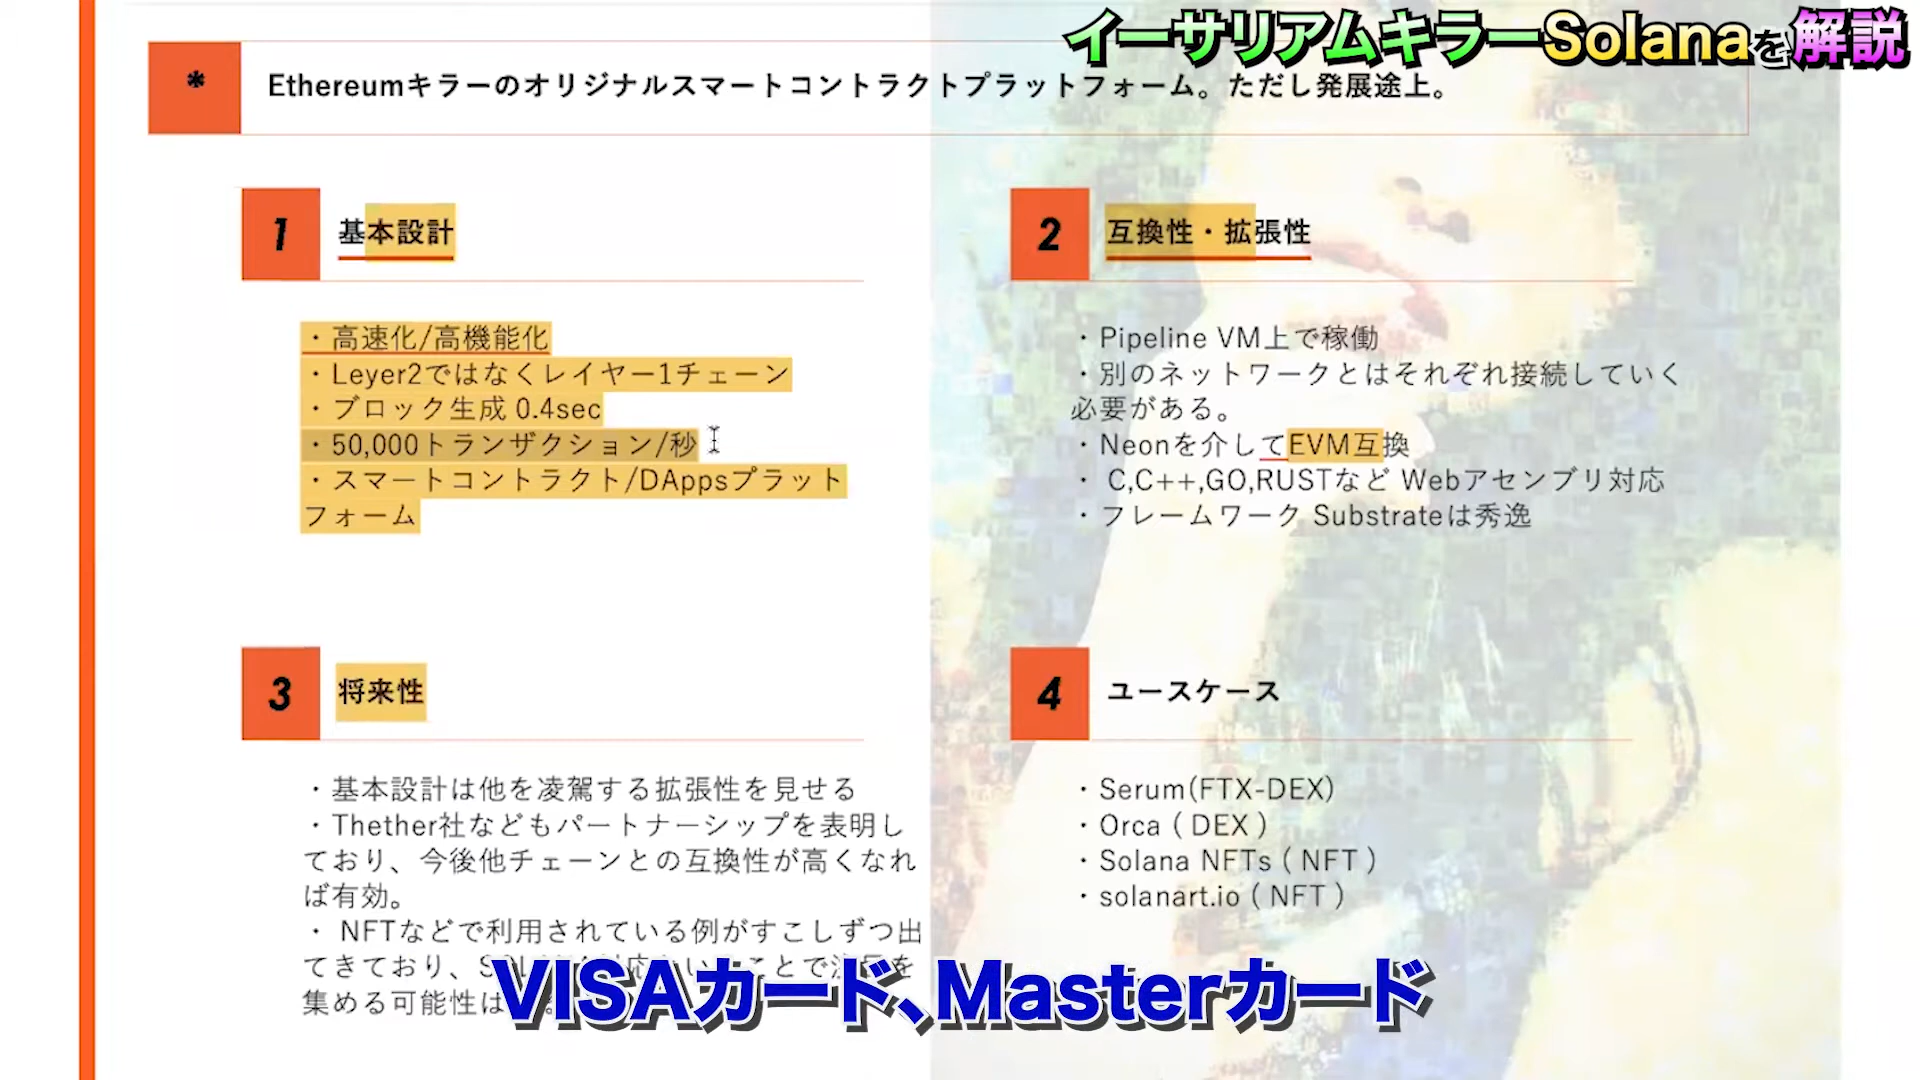 イーサリアムキラーSolanaを解説
* Ethereumキラーのオリジナルスマートコントラクトプラットフォーム。ただし発展途上。
1 基本設計
・高速化/高機能化
・Leyer2ではなくレイヤー1チェーン
・ブロック生成 0.4sec
・50,000トランザクション/秒
・スマートコントラクト/DAppsプラット
フォーム
2 互換性・拡張性
・Pipeline VM上で稼働
・別のネットワークとはそれぞれ接続していく
必要がある。
・Neonを介してEVM互換
・ C,C++,GO,RUSTなど Webアセンブリ対応
・フレームワーク Substrateは秀逸
3 将来性
・基本設計は他を凌駕する拡張性を見せる
・Thether社などもパートナーシップを表明し
ており、今後他チェーンとの互換性が高くなれ
ば有効。
・ NFTなどで利用されている例がすこしずつ出
てきており、
集める可能性は
4 ユースケース
・Serum(FTX-DEX)
・Orca ( DEX )
・Solana NFTs ( NFT )
・solanart.io ( NFT )
VISAカード、Masterカード